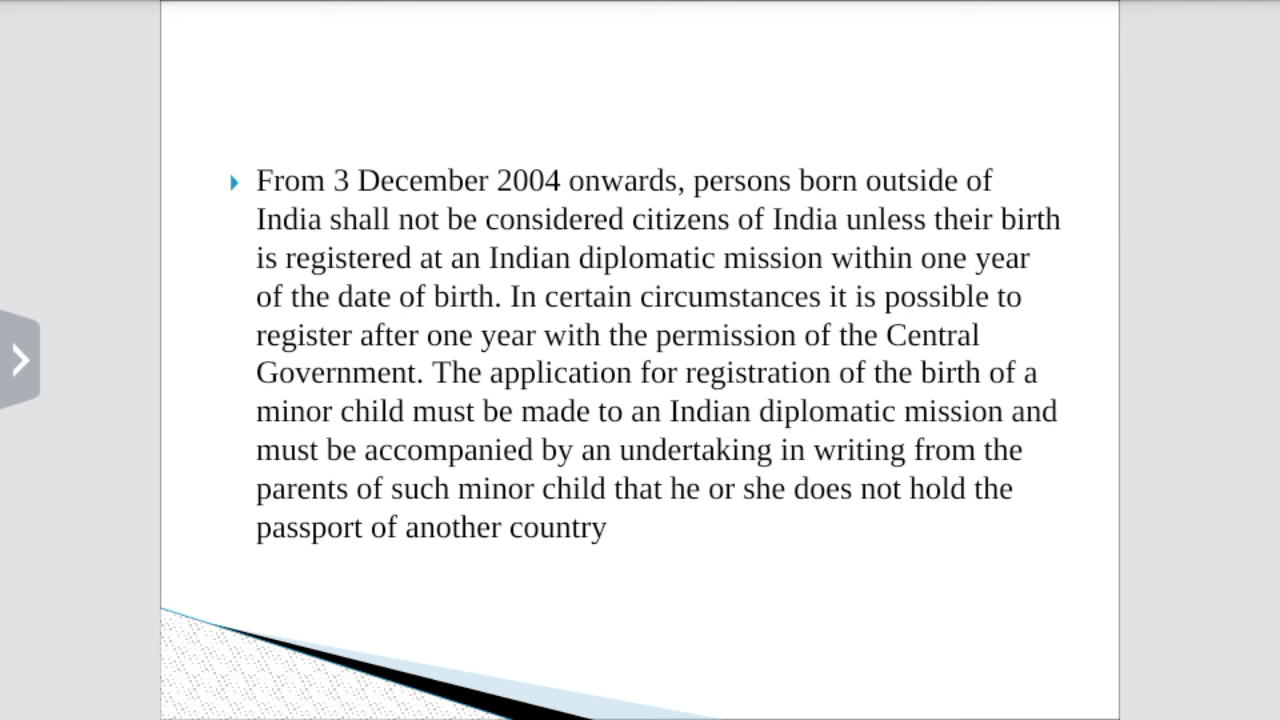 From 3 December 2004 onwards, persons born outside of
India shall not be considered citizens of India unless their birth
is registered at an Indian diplomatic mission within one year
of the date of birth. In certain circumstances it is possible to
register after one year with the permission of the Central
Government. The application for registration of the birth of a
minor child must be made to an Indian diplomatic mission and
must be accompanied by an undertaking in writing from the
parents of such minor child that he or she does not hold the
passport of another country